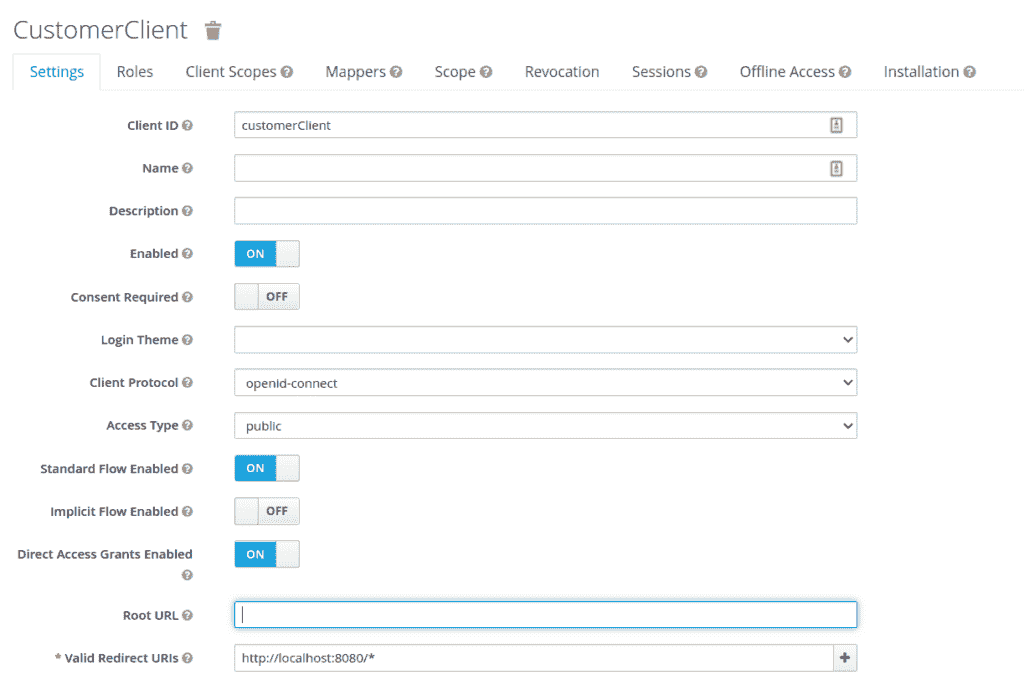 CustomerClient
Settings Roles Client Scopes Mappers Scope Revocation Sessions Offline Access Installation
Client ID customerClient
Name
Description
Enabled ON
Consent Required OFF
Login Theme
Client Protocol openid-connect
Access Type public
Standard Flow Enabled ON
Implicit Flow Enabled OFF
Direct Access Grants Enabled ON
Root URL
* Valid Redirect URIs http://localhost:8080/*